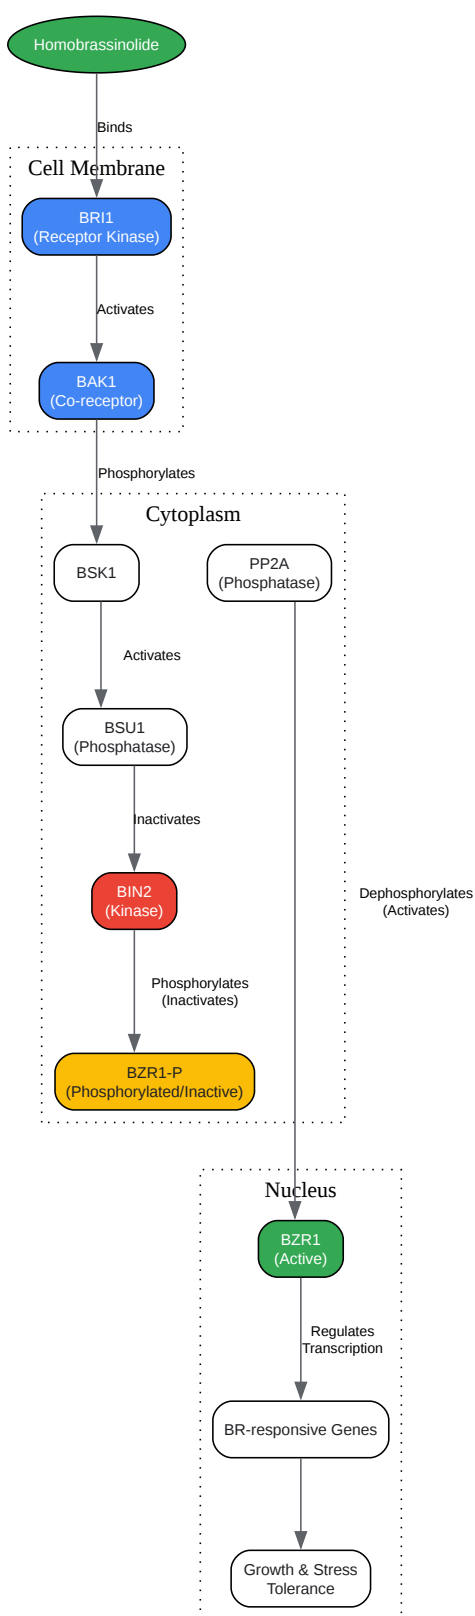 Homobrassinolide
Binds
Cell Membrane
BRI1
(Receptor Kinase)
Activates
BAK1
(Co-receptor)
Phosphorylates
Cytoplasm
BSK1
PP2A
(Phosphatase)
Activates
BSU1
(Phosphatase)
Inactivates
BIN2
(Kinase)
Dephosphorylates
(Activates)
Phosphorylates
(Inactivates)
BZR1-P
(Phosphorylated/Inactive)
Nucleus
BZR1
(Active)
Regulates
Transcription
BR-responsive Genes
Growth & Stress
Tolerance